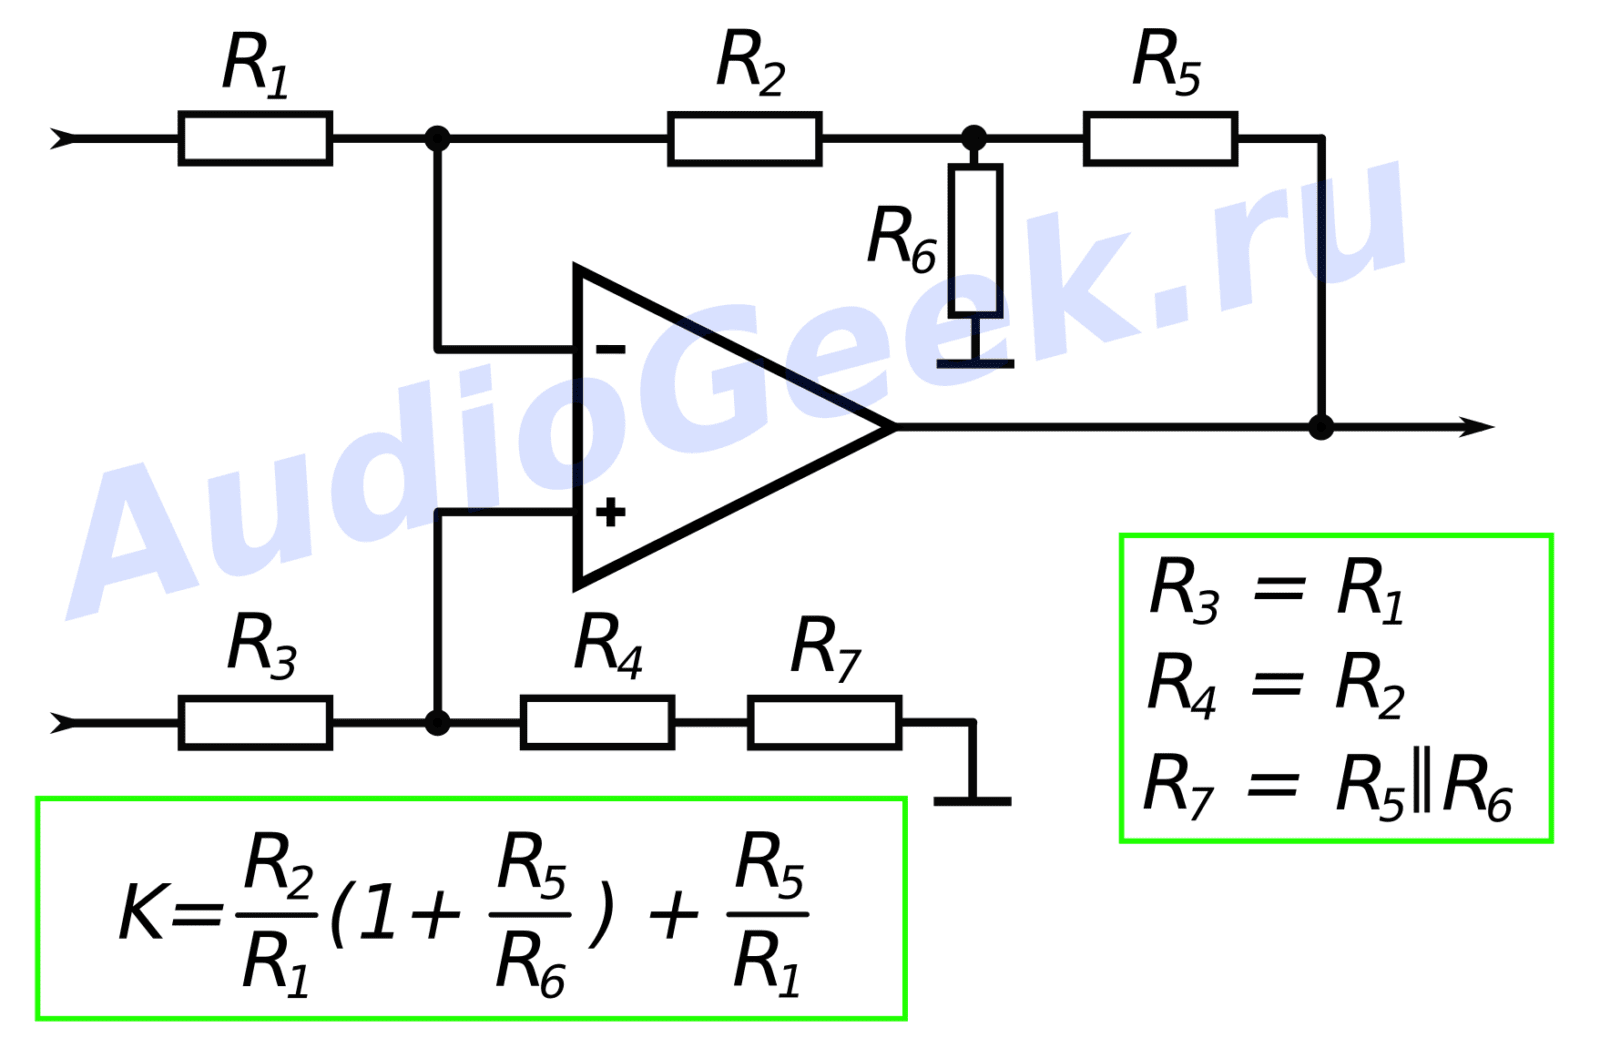 R1
R2
R5
R6
AudioGeek.ru
−
+
R3
R4
R7
R3 = R1
R4 = R2
R7 = R5||R6
K=R2/R1(1+ R5/R6 ) + R5/R1